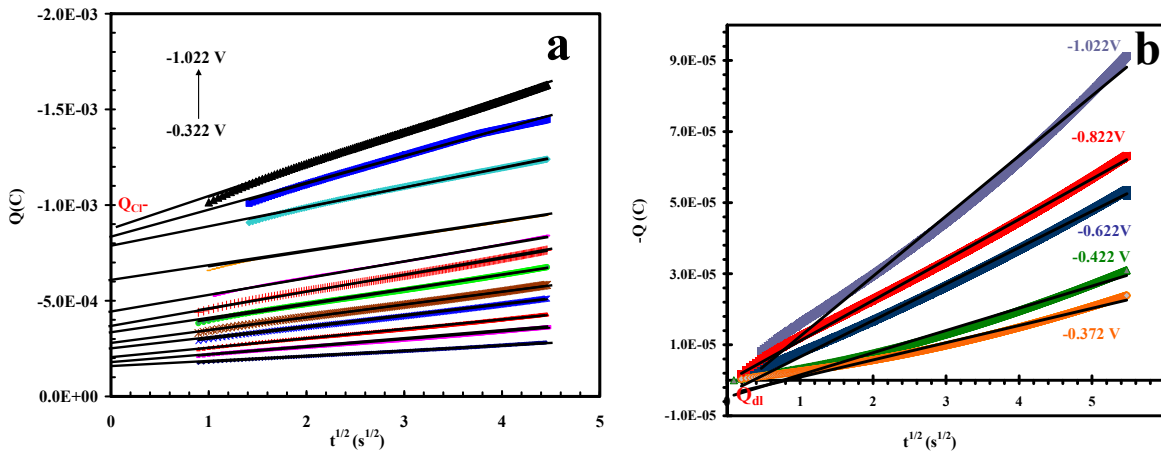 -2.0E-03
-1.5E-03
-1.0E-03
-5.0E-04
0.0E+00
Q(C)
a
-1.022 V
-0.322 V
QCl-
0 1 2 3 4 5
t1/2 (s1/2)
b
9.0E-05
7.0E-05
5.0E-05
3.0E-05
1.0E-05
-1.0E-05
-Q (C)
-1.022V
-0.822V
-0.622V
-0.422 V
-0.372 V
Qdl
1 2 3 4 5
t1/2 (s1/2)